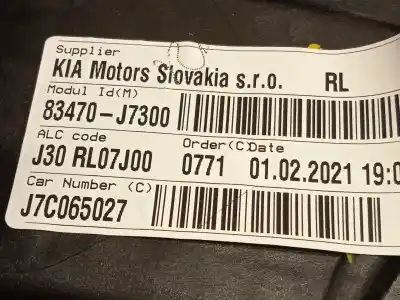 Supplier
KIA Motors Slovakia s.r.o. RL
Modul Id(M)
83470-J7300
ALC code Order(C)Date
J30 RL07J00 0771 01.02.2021 19:0
Car Number (C)
J7C065027